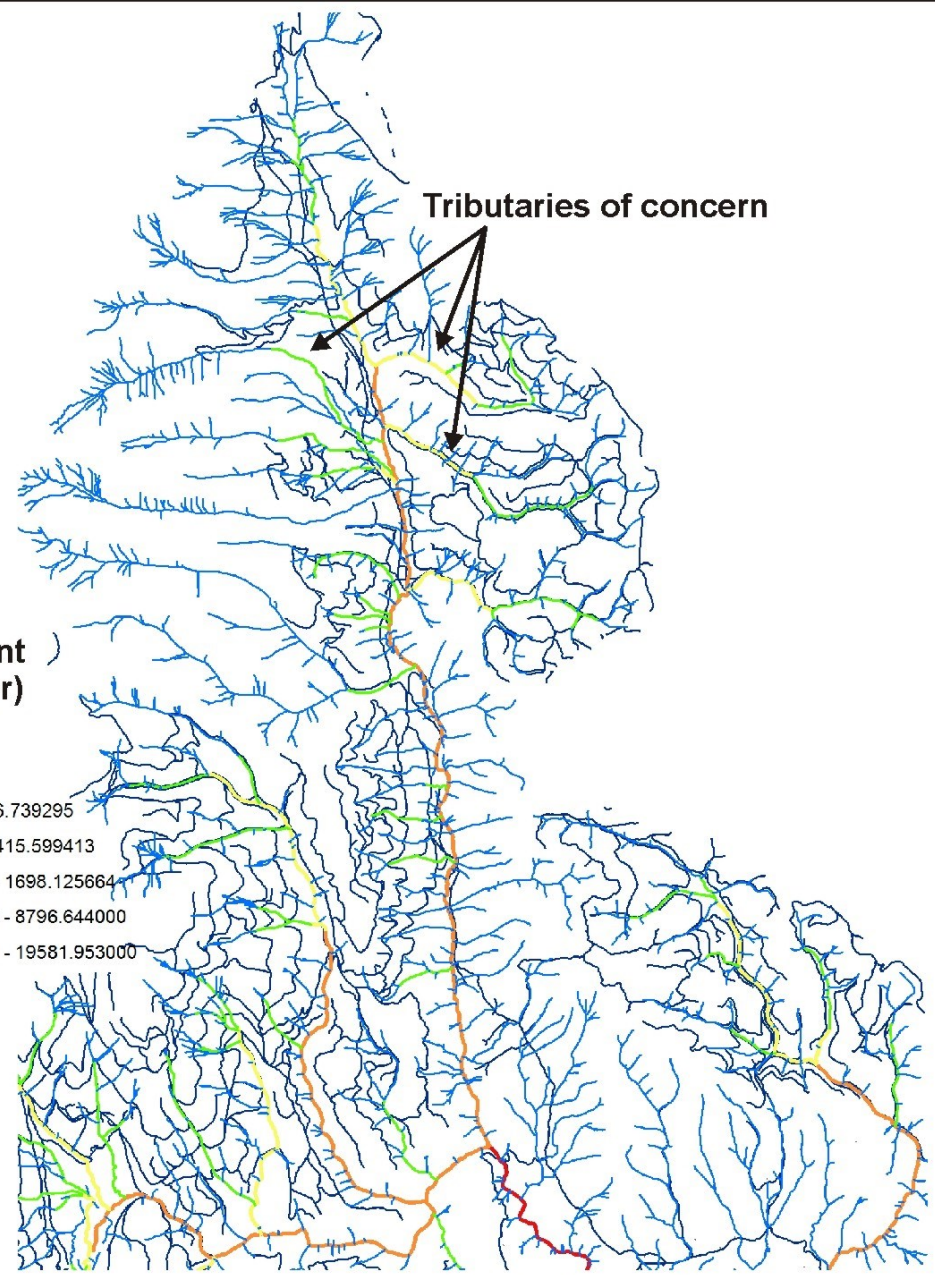 Tributaries of concern
nt
r)
6.739295
415.599413
1698.125664
- 8796.644000
- 19581.953000